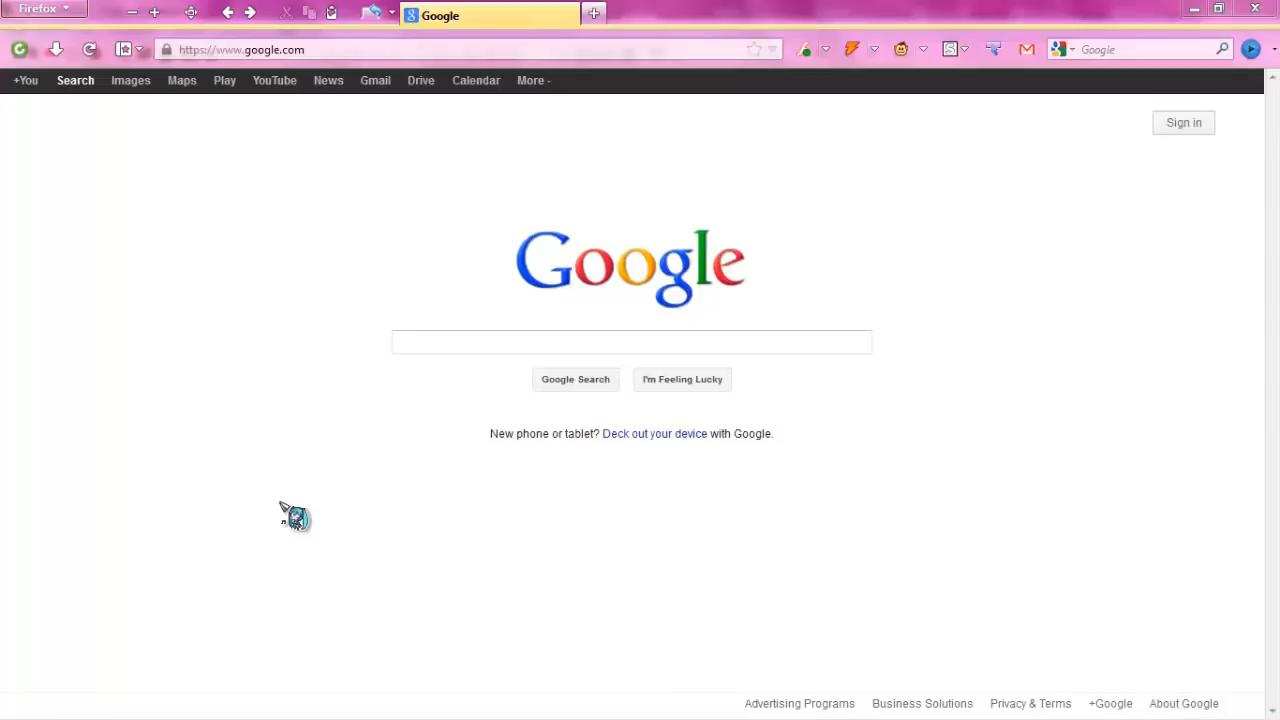 Firefox
Google
https://www.google.com
Google
+You Search Images Maps Play YouTube News Gmail Drive Calendar More
Sign in
Google
Google Search I'm Feeling Lucky
New phone or tablet? Deck out your device with Google.
Advertising Programs Business Solutions Privacy & Terms +Google About Google